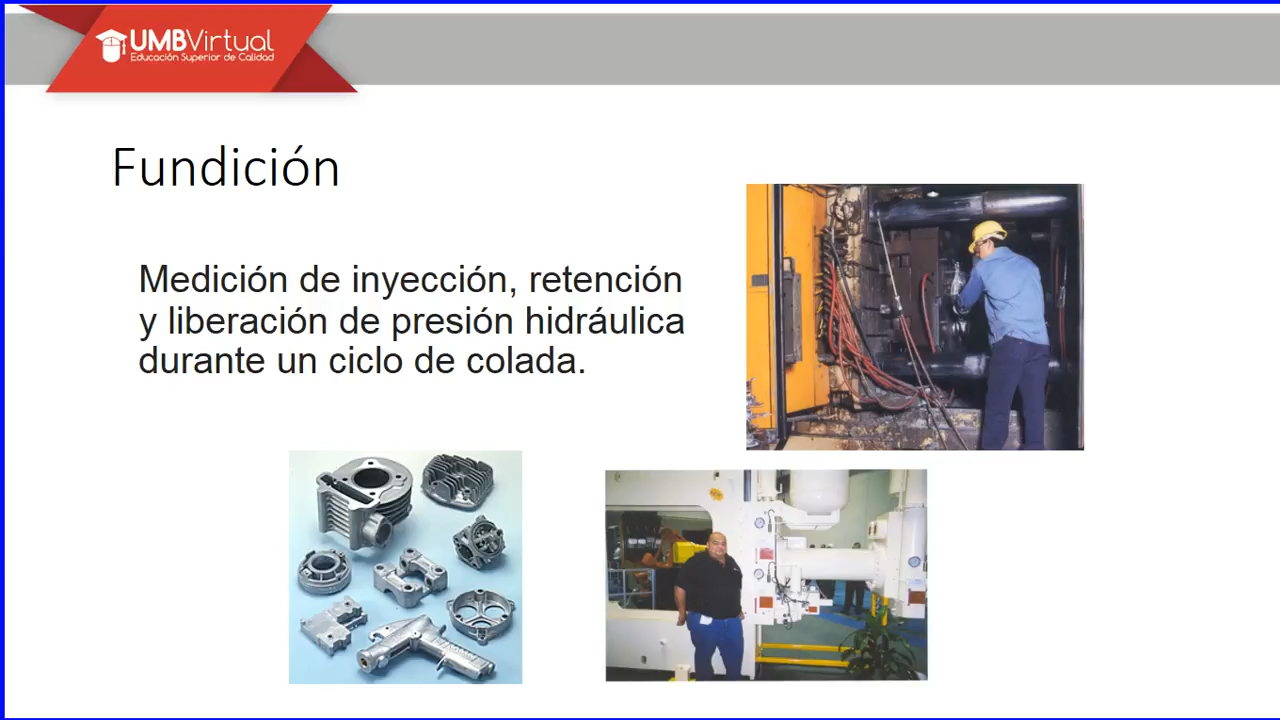 UMBVirtual
Educación Superior de Calidad
Fundición
Medición de inyección, retención
y liberación de presión hidráulica
durante un ciclo de colada.